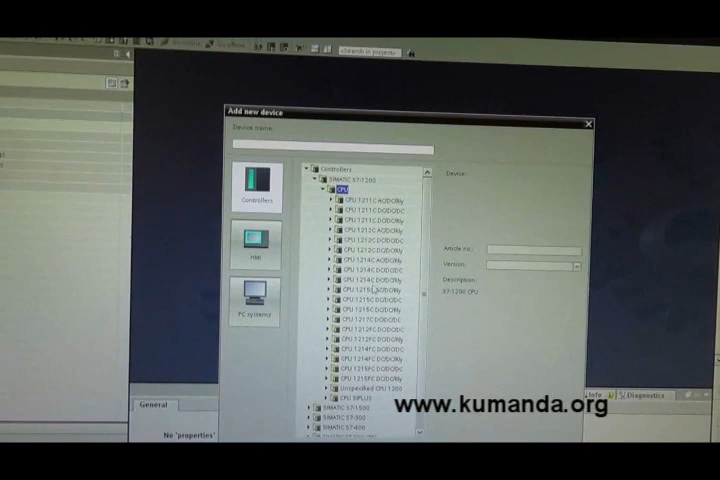 <Search in project>
Add new device
Device name:
Controllers
HMI
PC systems
Controllers
SIMATIC S7-1200
CPU
CPU 1211C AC/DC/Rly
CPU 1211C DC/DC/DC
CPU 1211C DC/DC/Rly
CPU 1212C AC/DC/Rly
CPU 1212C DC/DC/DC
CPU 1212C DC/DC/Rly
CPU 1214C AC/DC/Rly
CPU 1214C DC/DC/DC
CPU 1214C DC/DC/Rly
CPU 1215C AC/DC/Rly
CPU 1215C DC/DC/DC
CPU 1215C DC/DC/Rly
CPU 1217C DC/DC/DC
CPU 1212FC DC/DC/DC
CPU 1212FC DC/DC/Rly
CPU 1214FC DC/DC/DC
CPU 1214FC DC/DC/Rly
CPU 1215FC DC/DC/DC
CPU 1215FC DC/DC/Rly
Unspecified CPU 1200
CPU SIPLUS
SIMATIC S7-1500
SIMATIC S7-300
SIMATIC S7-400
Device:
Article no.:
Version:
Description:
S7-1200 CPU
General
No 'properties'
Info
Diagnostics
www.kumanda.org